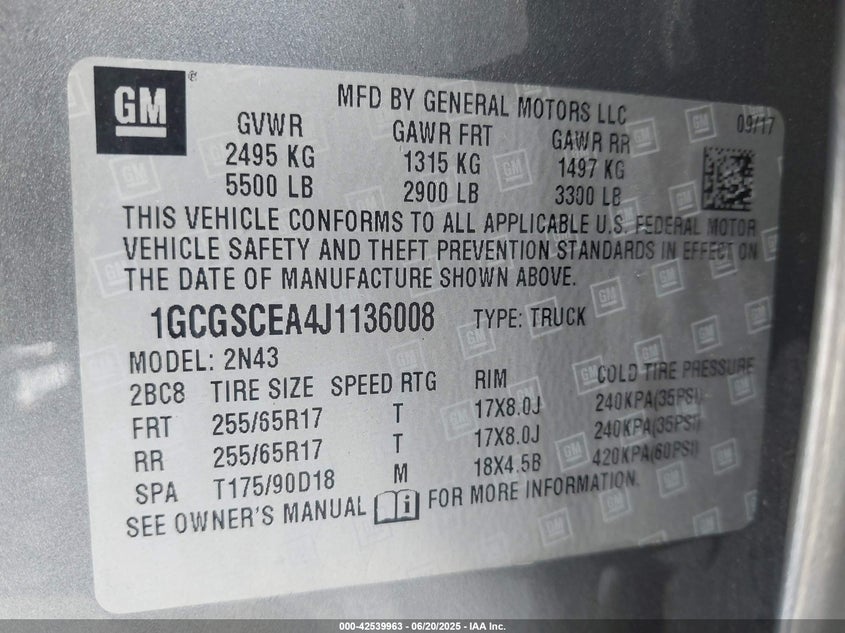 GM
MFD BY GENERAL MOTORS LLC
09/17
GVWR GAWR FRT GAWR RR
2495 KG 1315 KG 1497 KG
5500 LB 2900 LB 3300 LB
THIS VEHICLE CONFORMS TO ALL APPLICABLE U.S. FEDERAL MOTOR
VEHICLE SAFETY AND THEFT PREVENTION STANDARDS IN EFFECT ON
THE DATE OF MANUFACTURE SHOWN ABOVE.
1GCGSCEA4J1136008 TYPE: TRUCK
MODEL: 2N43
2BC8 TIRE SIZE SPEED RTG RIM COLD TIRE PRESSURE
FRT 255/65R17 T 17X8.0J 240KPA(35PSI)
RR 255/65R17 T 17X8.0J 240KPA(35PSI)
SPA T175/90D18 M 18X4.5B 420KPA(60PSI)
SEE OWNER'S MANUAL FOR MORE INFORMATION.
000-42539963 - 06/20/2025 - IAA Inc.